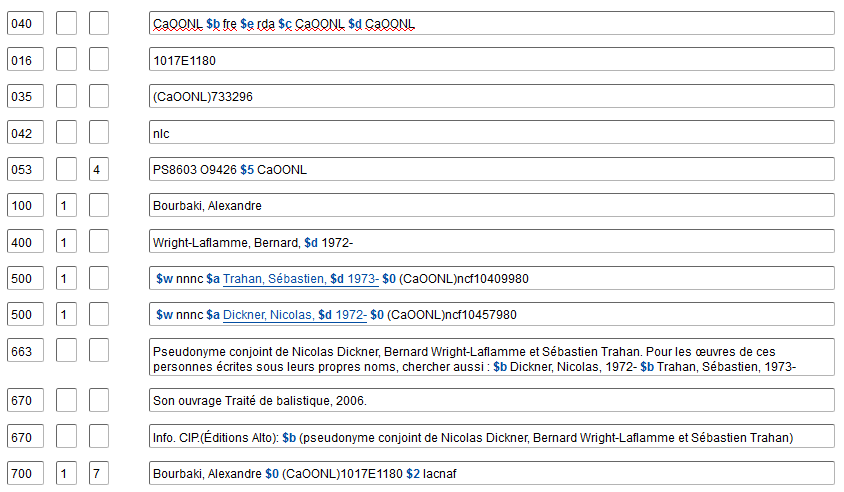 040 CaOONL $b fre $e rda $c CaOONL $d CaOONL
016 1017E1180
035 (CaOONL)733296
042 nlc
053 4 PS8603 O9426 $5 CaOONL
100 1 Bourbaki, Alexandre
400 1 Wright-Laflamme, Bernard, $d 1972-
500 1 $w nnnc $a Trahan, Sébastien, $d 1973- $0 (CaOONL)ncf10409980
500 1 $w nnnc $a Dickner, Nicolas, $d 1972- $0 (CaOONL)ncf10457980
663 Pseudonyme conjoint de Nicolas Dickner, Bernard Wright-Laflamme et Sébastien Trahan. Pour les œuvres de ces
personnes écrites sous leurs propres noms, chercher aussi : $b Dickner, Nicolas, 1972- $b Trahan, Sébastien, 1973-
670 Son ouvrage Traité de balistique, 2006.
670 Info. CIP.(Éditions Alto): $b (pseudonyme conjoint de Nicolas Dickner, Bernard Wright-Laflamme et Sébastien Trahan)
700 1 7 Bourbaki, Alexandre $0 (CaOONL)1017E1180 $2 lacnaf